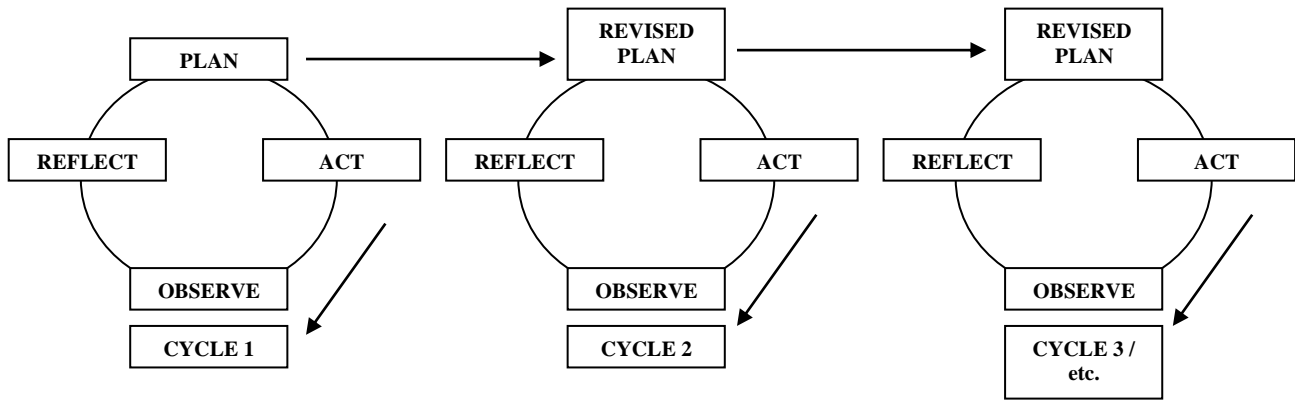 PLAN
REFLECT
ACT
OBSERVE
CYCLE 1
REVISED
PLAN
REFLECT
ACT
OBSERVE
CYCLE 2
REVISED
PLAN
REFLECT
ACT
OBSERVE
CYCLE 3 /
etc.